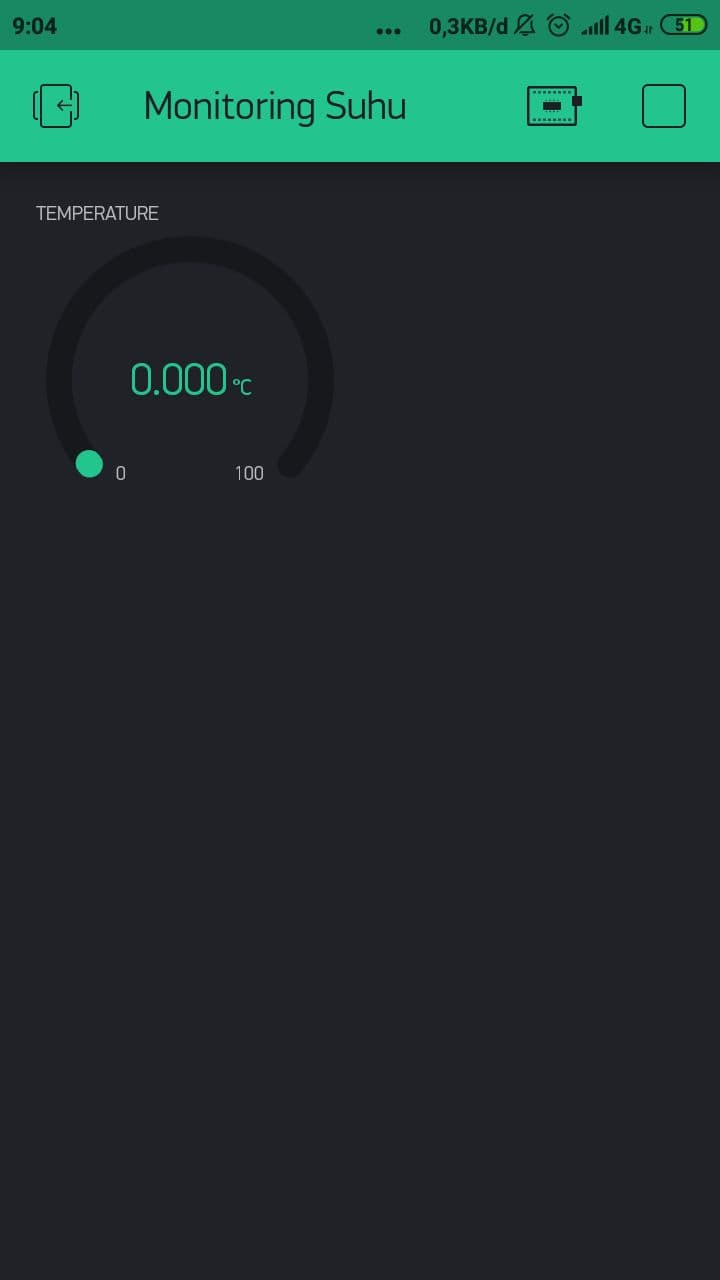 9:04 ... 0,3KB/d 4G 51
Monitoring Suhu
TEMPERATURE
0.000 °C
0 100